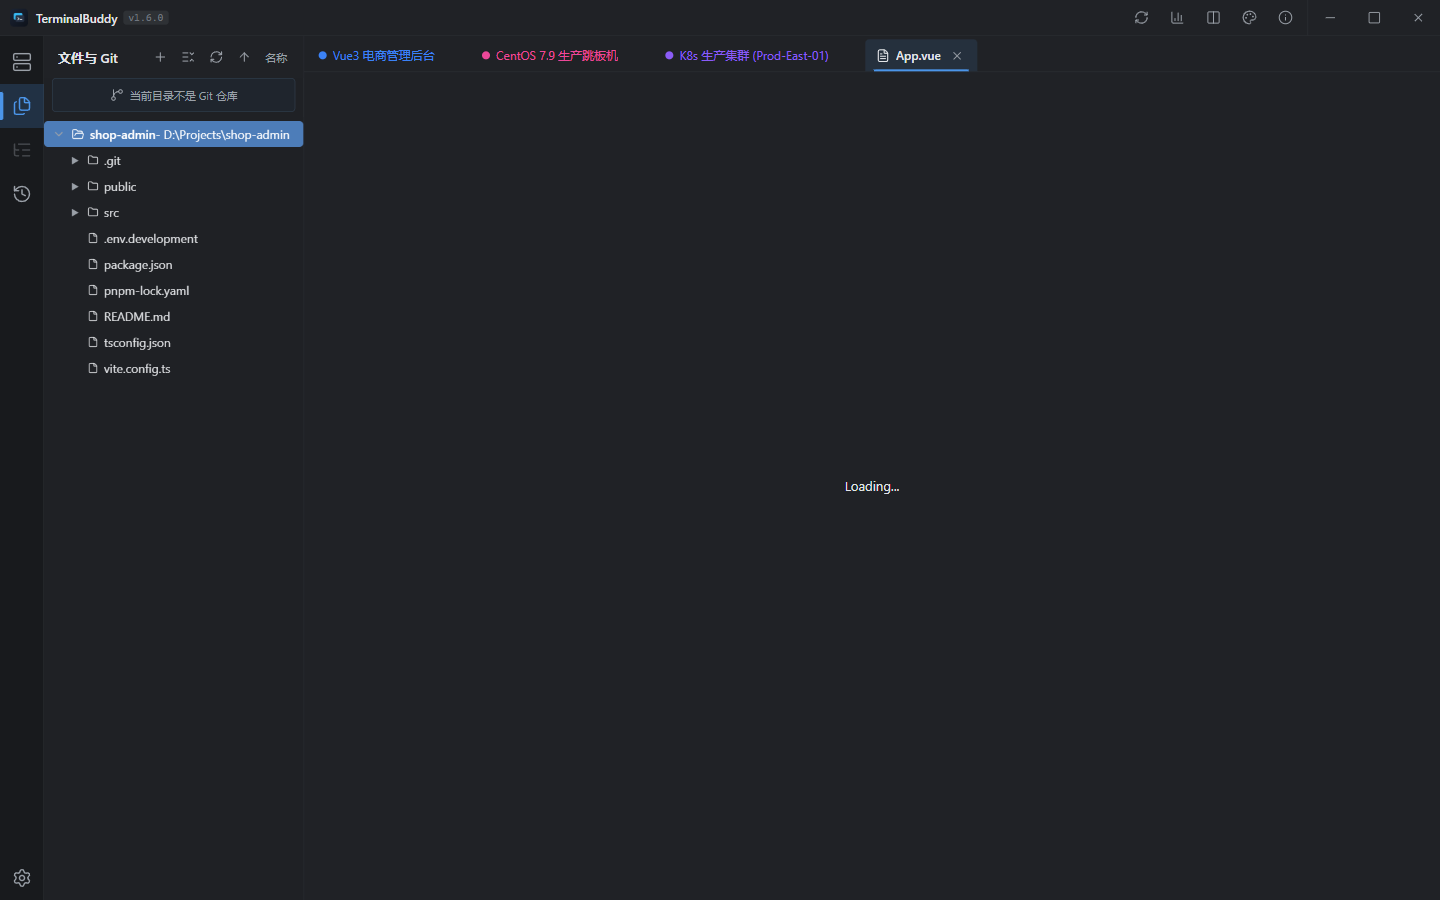 TerminalBuddy v1.6.0
文件与 Git 名称
Vue3 电商管理后台 CentOS 7.9 生产跳板机 K8s 生产集群 (Prod-East-01) App.vue
当前目录不是 Git 仓库
shop-admin- D:\Projects\shop-admin
.git
public
src
.env.development
package.json
pnpm-lock.yaml
README.md
tsconfig.json
vite.config.ts
Loading...